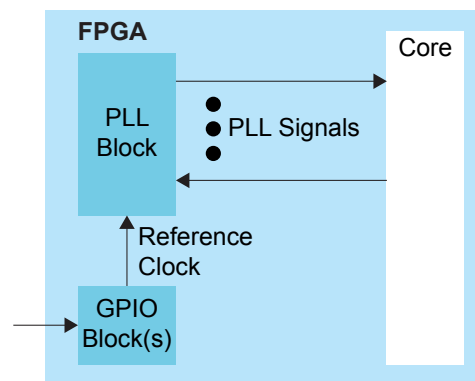 FPGA
Core
PLL
Block
PLL Signals
Reference
Clock
GPIO
Block(s)